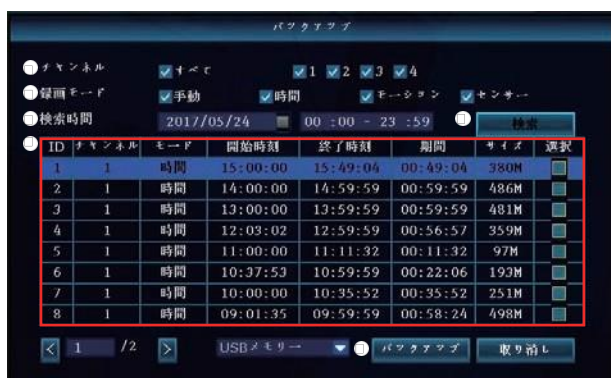 バックアップ
チャンネル すべて 1 2 3 4
録画モード 手動 時間 モーション センサー
検索時間 2017/05/24 00 :00 - 23 :59 検索
ID チャンネル モード 開始時刻 終了時刻 期間 サイズ 選択
1 1 時間 15:00:00 15:49:04 00:49:04 380M
2 1 時間 14:00:00 14:59:59 00:59:59 486M
3 1 時間 13:00:00 13:59:59 00:59:59 481M
4 1 時間 12:03:02 12:59:59 00:56:57 359M
5 1 時間 11:00:00 11:11:32 00:11:32 97M
6 1 時間 10:37:53 10:59:59 00:22:06 193M
7 1 時間 10:00:00 10:35:52 00:35:52 251M
8 1 時間 09:01:35 09:59:59 00:58:24 498M
< 1 /2 > USBメモリー バックアップ 取り消し